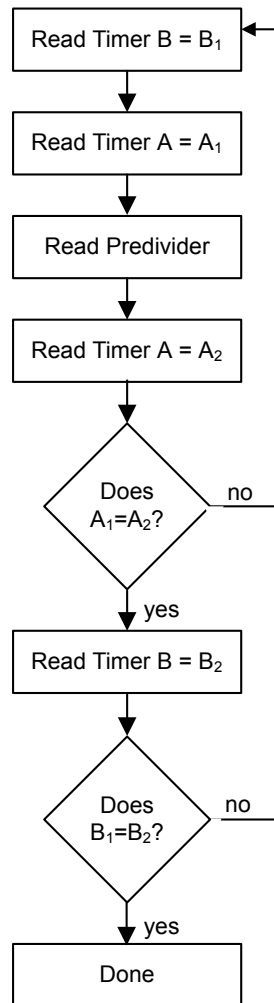 Read Timer B = B₁
Read Timer A = A₁
Read Predivider
Read Timer A = A₂
Does
A₁=A₂?
no
yes
Read Timer B = B₂
Does
B₁=B₂?
no
yes
Done